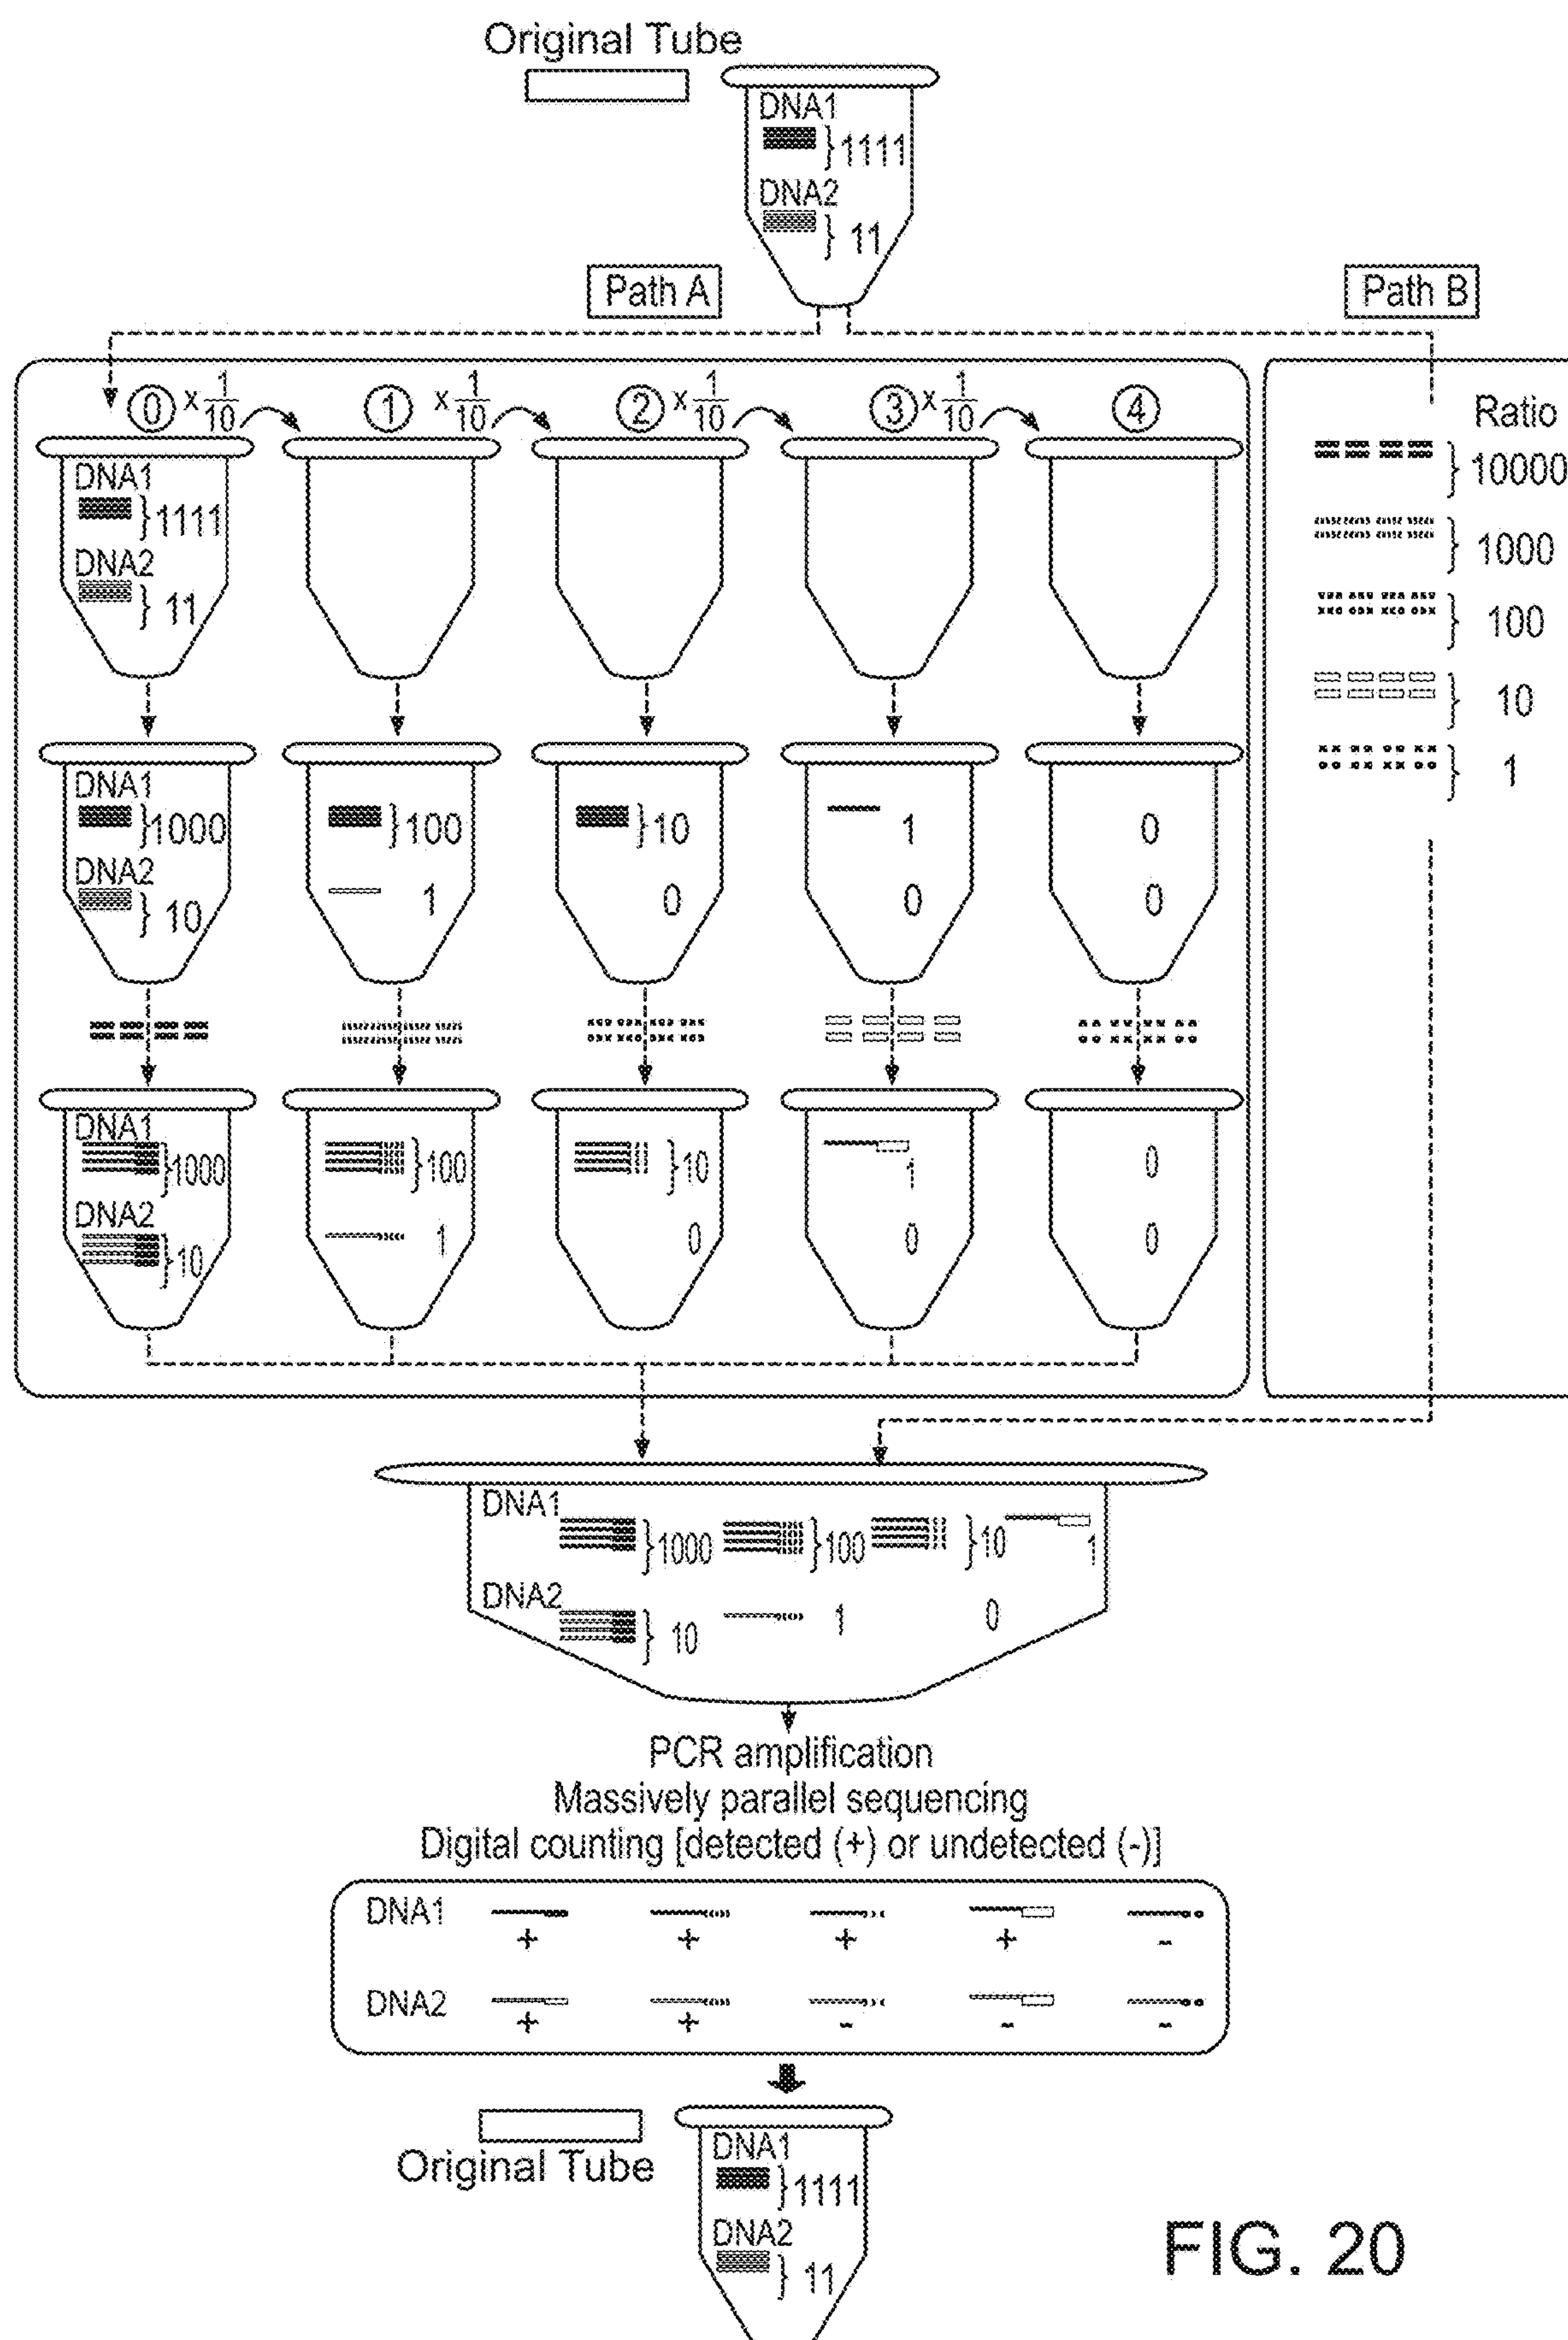 Original Tube
DNA1
1111
DNA2
11
Path A
Path B
0 x 1/10 1 x 1/10 2 x 1/10 3 x 1/10 4
DNA1
1111
DNA2
11
Ratio
10000
1000
100
10
1
DNA1
1000 100 10 1 0
DNA2
10 1 0 0 0
DNA1
1000 100 10 1 0
DNA2
10 1 0 0 0
DNA1
1000 100 10 1
DNA2
10 1 0
PCR amplification
Massively parallel sequencing
Digital counting [detected (+) or undetected (-)]
DNA1
+ + + + -
DNA2
+ + - - -
Original Tube
DNA1
1111
DNA2
11
FIG. 20